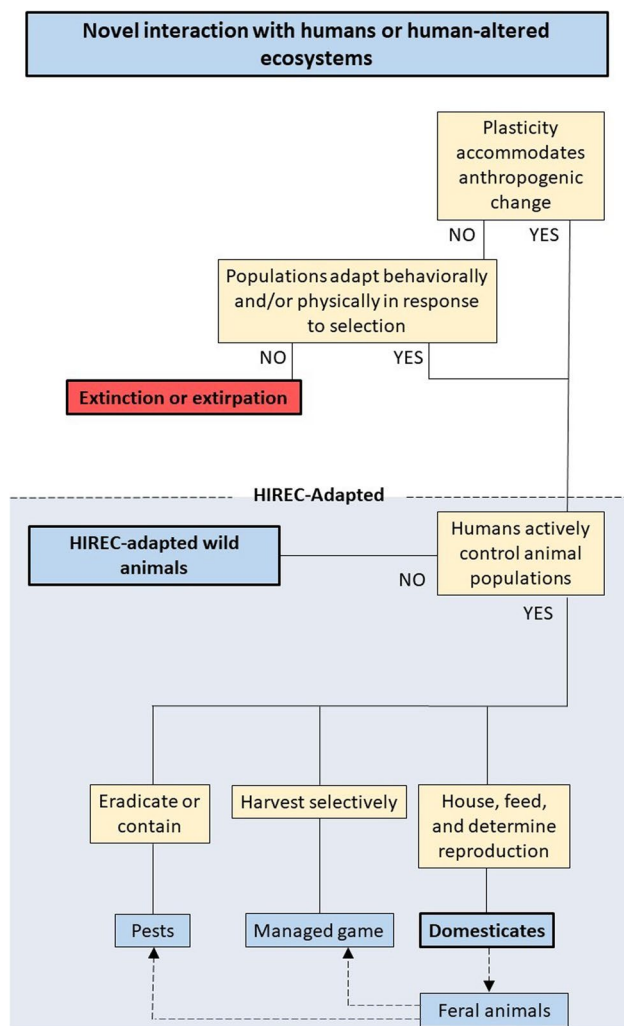 Novel interaction with humans or human-altered
ecosystems
Plasticity
accommodates
anthropogenic
change
NO
YES
Populations adapt behaviorally
and/or physically in response
to selection
NO
YES
Extinction or extirpation
HIREC-Adapted
HIREC-adapted wild
animals
Humans actively
control animal
populations
NO
YES
Eradicate or
contain
Harvest selectively
House, feed,
and determine
reproduction
Pests
Managed game
Domesticates
Feral animals